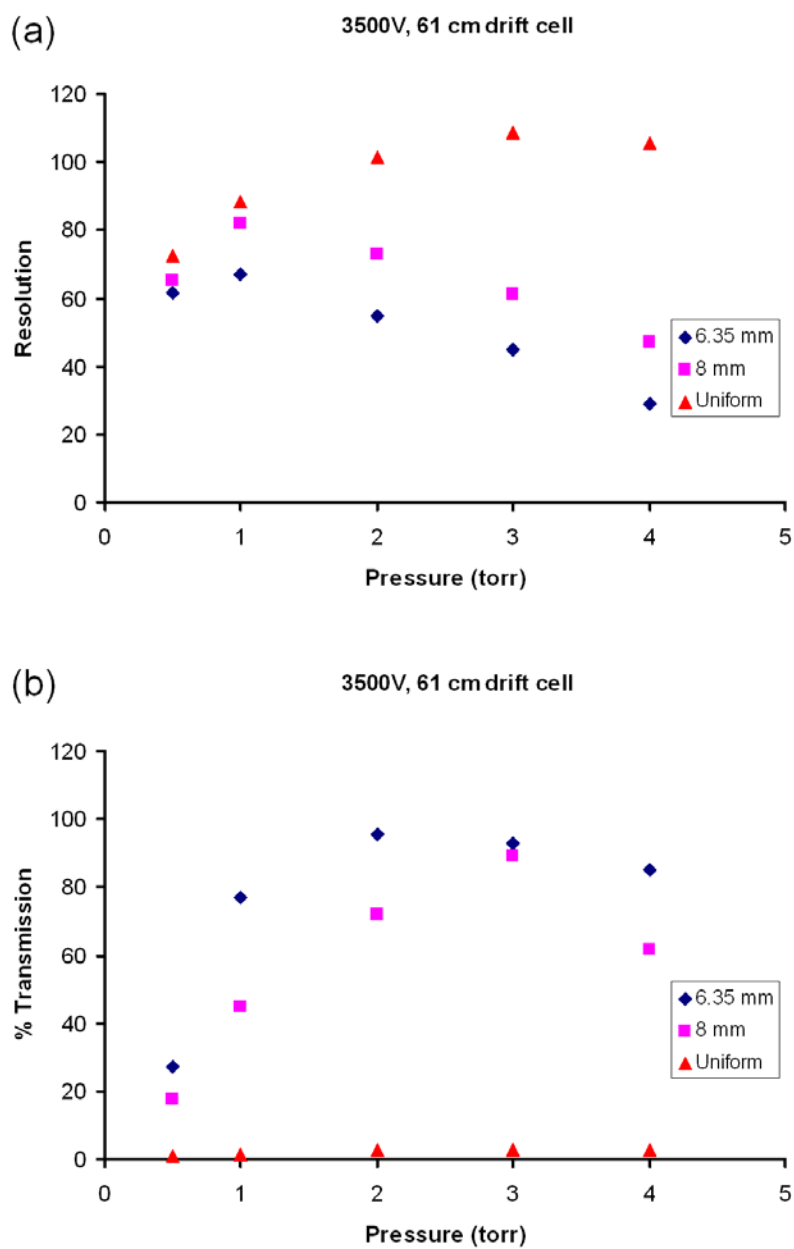 (a)
3500V, 61 cm drift cell
120
100
80
60
40
20
0
Resolution
6.35 mm
8 mm
Uniform
0 1 2 3 4 5
Pressure (torr)
(b)
3500V, 61 cm drift cell
120
100
80
60
40
20
0
% Transmission
6.35 mm
8 mm
Uniform
0 1 2 3 4 5
Pressure (torr)